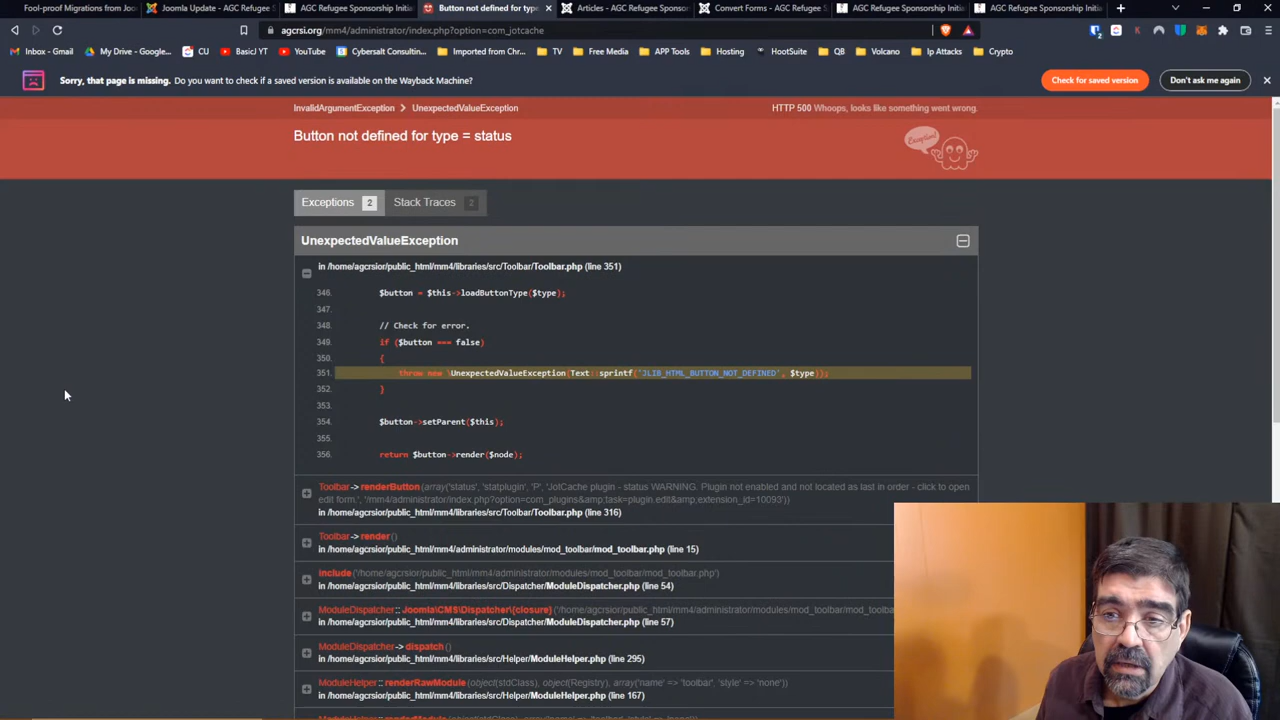 Fool-proof Migrations from Joo
Joomla Update - AGC Refugee S
AGC Refugee Sponsorship Initia
Button not defined for type
Articles - AGC Refugee Sponsor
Convert Forms - AGC Refugee S
AGC Refugee Sponsorship Initia
AGC Refugee Sponsorship Initia
agcrsi.org/mm4/administrator/index.php?option=com_jotcache
Inbox - Gmail
My Drive - Google...
CU
BasicJ YT
YouTube
Cybersalt Consulting...
Imported from Chr...
TV
Free Media
APP Tools
Hosting
HootSuite
QB
Volcano
Ip Attacks
Crypto
Sorry, that page is missing. Do you want to check if a saved version is available on the Wayback Machine?
Check for saved version
Don't ask me again
InvalidArgumentException > UnexpectedValueException
HTTP 500 Whoops, looks like something went wrong.
Button not defined for type = status
Exception!
Exceptions 2
Stack Traces 2
UnexpectedValueException
in /home/agcrsior/public_html/mm4/libraries/src/Toolbar/Toolbar.php (line 351)
346. $button = $this->loadButtonType($type);
347.
348. // Check for error.
349. if ($button === false)
350. {
351. throw new \UnexpectedValueException(Text::sprintf('JLIB_HTML_BUTTON_NOT_DEFINED', $type));
352. }
353.
354. $button->setParent($this);
355.
356. return $button->render($node);
Toolbar-> renderButton(array('status', 'statplugin', 'P', 'JotCache plugin - status WARNING. Plugin not enabled and not located as last in order - click to open
edit form.', '/mm4/administrator/index.php?option=com_plugins&amp;task=plugin.edit&amp;extension_id=10093'))
in /home/agcrsior/public_html/mm4/libraries/src/Toolbar/Toolbar.php (line 316)
Toolbar-> render()
in /home/agcrsior/public_html/mm4/administrator/modules/mod_toolbar/mod_toolbar.php (line 15)
include('/home/agcrsior/public_html/mm4/administrator/modules/mod_toolbar/mod_toolbar.php')
in /home/agcrsior/public_html/mm4/libraries/src/Dispatcher/ModuleDispatcher.php (line 54)
ModuleDispatcher:: Joomla\CMS\Dispatcher\{closure}('/home/agcrsior/public_html/mm4/administrator/modules/mod_toolbar/mod_toolba
in /home/agcrsior/public_html/mm4/libraries/src/Dispatcher/ModuleDispatcher.php (line 57)
ModuleDispatcher-> dispatch()
in /home/agcrsior/public_html/mm4/libraries/src/Helper/ModuleHelper.php (line 295)
ModuleHelper:: renderRawModule(object(stdClass), object(Registry), array('name' => 'toolbar', 'style' => 'none'))
in /home/agcrsior/public_html/mm4/libraries/src/Helper/ModuleHelper.php (line 167)